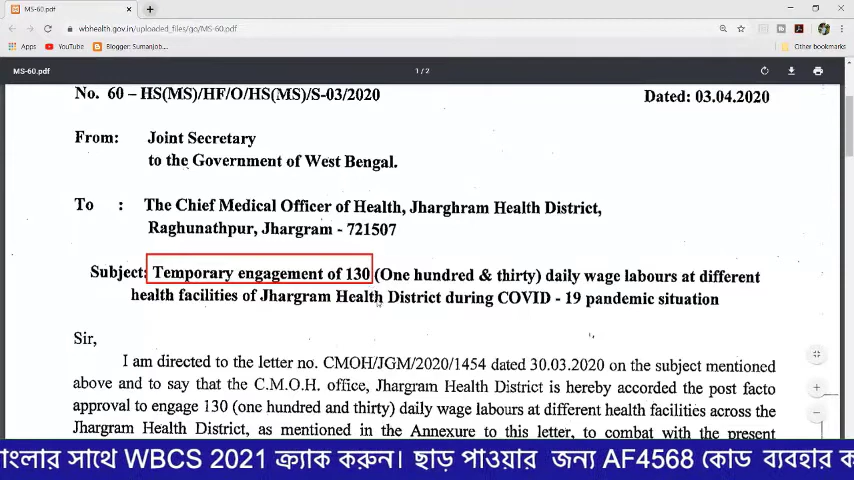 MS-60.pdf
wbhealth.gov.in/uploaded_files/go/MS-60.pdf
Apps YouTube Blogger: Sumanjob... Other bookmarks
MS-60.pdf 1 / 2
No. 60 – HS(MS)/HF/O/HS(MS)/S-03/2020 Dated: 03.04.2020
From: Joint Secretary
to the Government of West Bengal.
To : The Chief Medical Officer of Health, Jharghram Health District,
Raghunathpur, Jhargram - 721507
Subject: Temporary engagement of 130 (One hundred & thirty) daily wage labours at different
health facilities of Jhargram Health District during COVID - 19 pandemic situation
Sir,
I am directed to the letter no. CMOH/JGM/2020/1454 dated 30.03.2020 on the subject mentioned
above and to say that the C.M.O.H. office, Jhargram Health District is hereby accorded the post facto
approval to engage 130 (one hundred and thirty) daily wage labours at different health facilities across the
Jhargram Health District, as mentioned in the Annexure to this letter, to combat with the present
বাংলার সাথে WBCS 2021 ক্র্যাক করুন। ছাড় পাওয়ার জন্য AF4568 কোড ব্যবহার